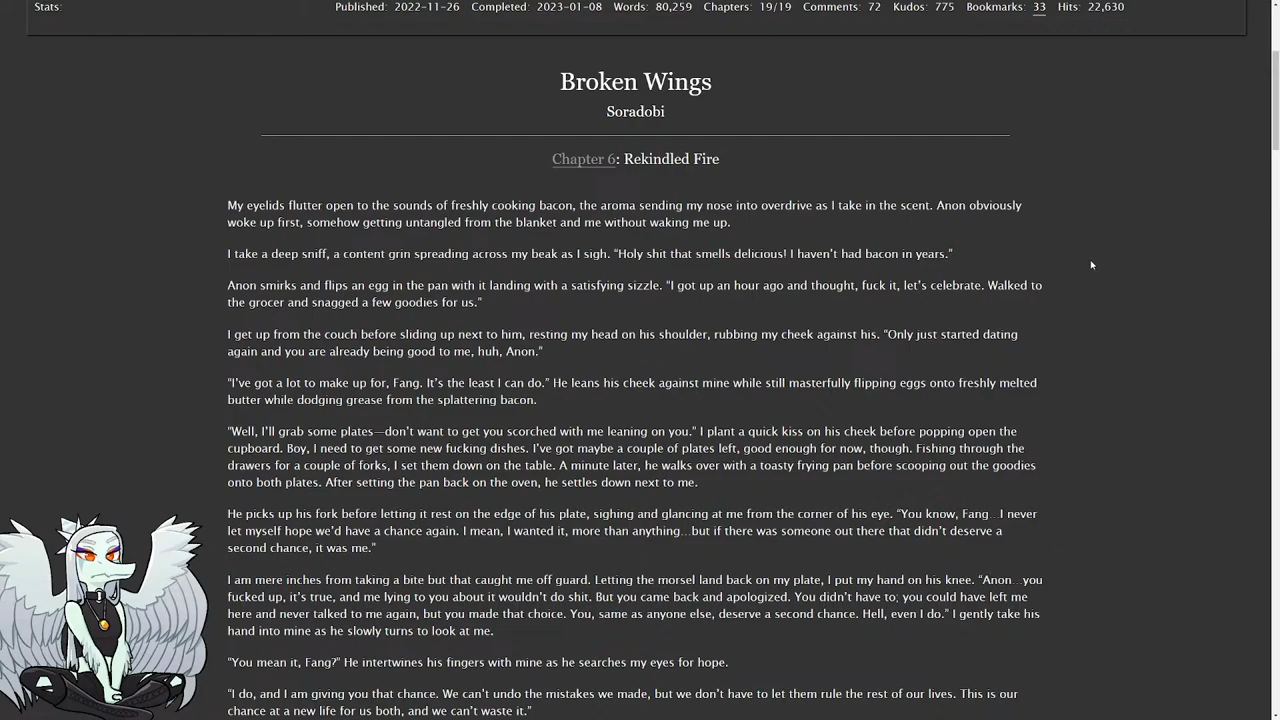 Stats: Published: 2022-11-26 Completed: 2023-01-08 Words: 80,259 Chapters: 19/19 Comments: 72 Kudos: 775 Bookmarks: 33 Hits: 22,630
Broken Wings
Soradobi
Chapter 6: Rekindled Fire
My eyelids flutter open to the sounds of freshly cooking bacon, the aroma sending my nose into overdrive as I take in the scent. Anon obviously
woke up first, somehow getting untangled from the blanket and me without waking me up.
I take a deep sniff, a content grin spreading across my beak as I sigh. “Holy shit that smells delicious! I haven’t had bacon in years.”
Anon smirks and flips an egg in the pan with it landing with a satisfying sizzle. “I got up an hour ago and thought, fuck it, let’s celebrate. Walked to
the grocer and snagged a few goodies for us.”
I get up from the couch before sliding up next to him, resting my head on his shoulder, rubbing my cheek against his. “Only just started dating
again and you are already being good to me, huh, Anon.”
“I’ve got a lot to make up for, Fang. It’s the least I can do.” He leans his cheek against mine while still masterfully flipping eggs onto freshly melted
butter while dodging grease from the splattering bacon.
“Well, I’ll grab some plates—don’t want to get you scorched with me leaning on you.” I plant a quick kiss on his cheek before popping open the
cupboard. Boy, I need to get some new fucking dishes. I’ve got maybe a couple of plates left, good enough for now, though. Fishing through the
drawers for a couple of forks, I set them down on the table. A minute later, he walks over with a toasty frying pan before scooping out the goodies
onto both plates. After setting the pan back on the oven, he settles down next to me.
He picks up his fork before letting it rest on the edge of his plate, sighing and glancing at me from the corner of his eye. “You know, Fang…I never
let myself hope we’d have a chance again. I mean, I wanted it, more than anything…but if there was someone out there that didn’t deserve a
second chance, it was me.”
I am mere inches from taking a bite but that caught me off guard. Letting the morsel land back on my plate, I put my hand on his knee. “Anon…you
fucked up, it’s true, and me lying to you about it wouldn’t do shit. But you came back and apologized. You didn’t have to; you could have left me
here and never talked to me again, but you made that choice. You, same as anyone else, deserve a second chance. Hell, even I do.” I gently take his
hand into mine as he slowly turns to look at me.
“You mean it, Fang?” He intertwines his fingers with mine as he searches my eyes for hope.
“I do, and I am giving you that chance. We can’t undo the mistakes we made, but we don’t have to let them rule the rest of our lives. This is our
chance at a new life for us both, and we can’t waste it.”